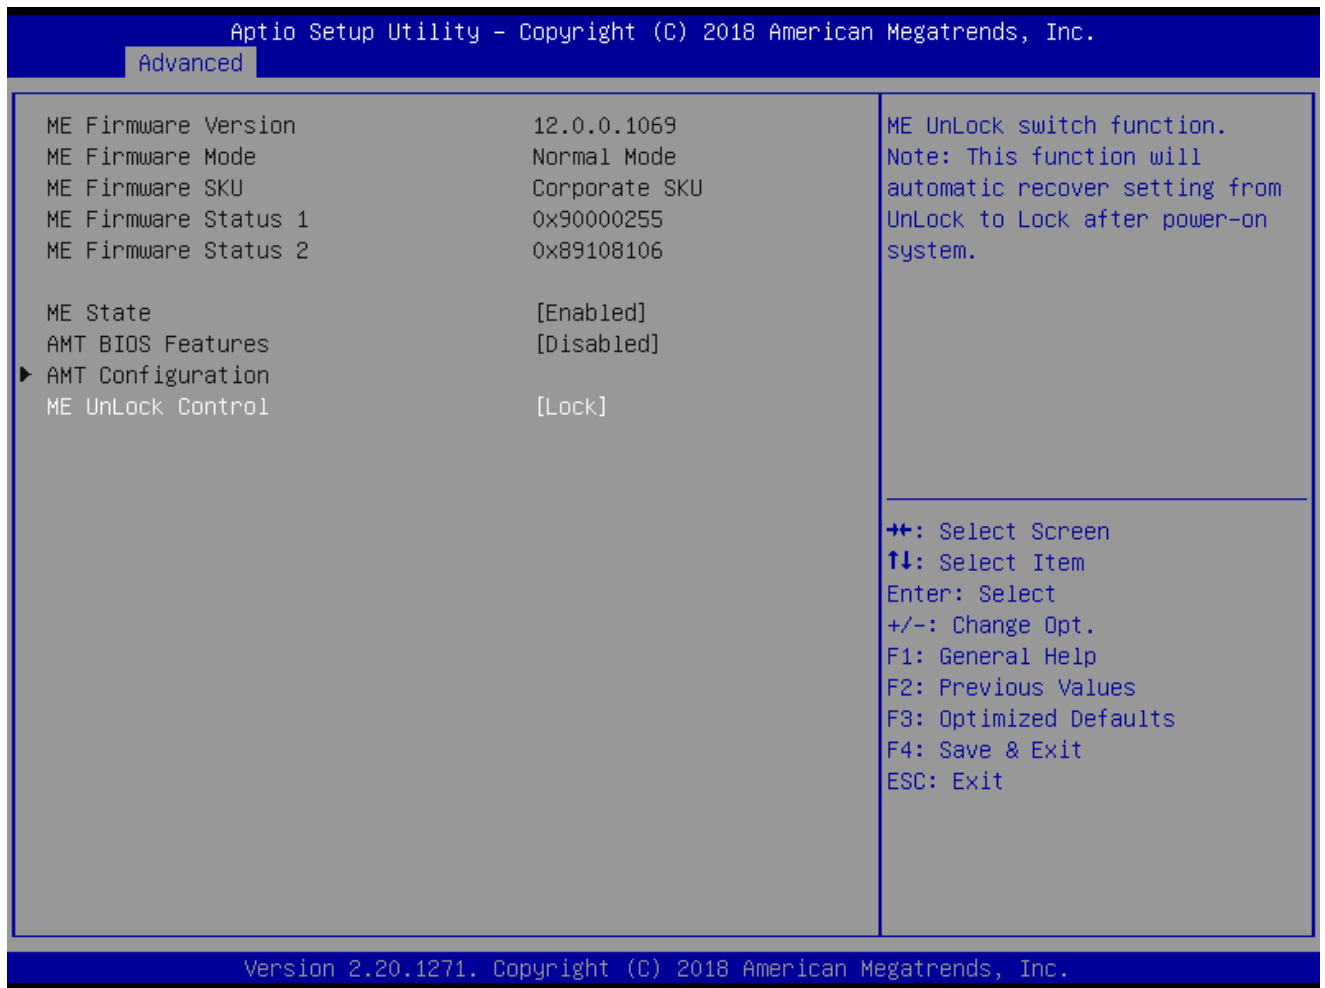 Aptio Setup Utility – Copyright (C) 2018 American Megatrends, Inc.
Advanced
ME Firmware Version 12.0.0.1069
ME Firmware Mode Normal Mode
ME Firmware SKU Corporate SKU
ME Firmware Status 1 0x90000255
ME Firmware Status 2 0x89108106
ME State [Enabled]
AMT BIOS Features [Disabled]
▶ AMT Configuration
ME UnLock Control [Lock]
ME UnLock switch function.
Note: This function will
automatic recover setting from
UnLock to Lock after power-on
system.
→←: Select Screen
↑↓: Select Item
Enter: Select
+/-: Change Opt.
F1: General Help
F2: Previous Values
F3: Optimized Defaults
F4: Save & Exit
ESC: Exit
Version 2.20.1271. Copyright (C) 2018 American Megatrends, Inc.